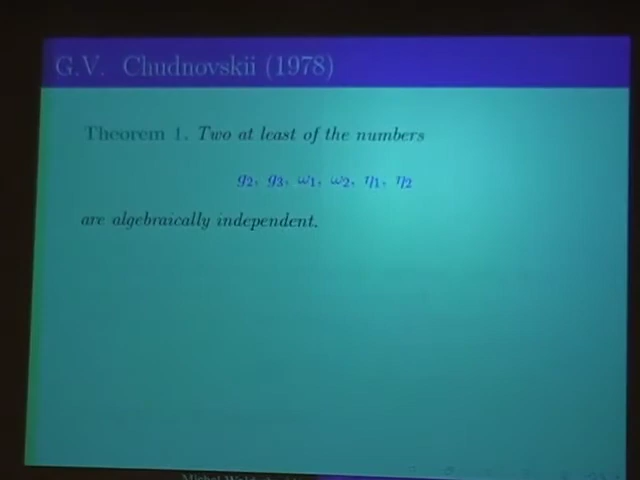 G.V. Chudnovskii (1978)
Theorem 1. Two at least of the numbers
g₂, g₃, ω₁, ω₂, η₁, η₂
are algebraically independent.
Michel